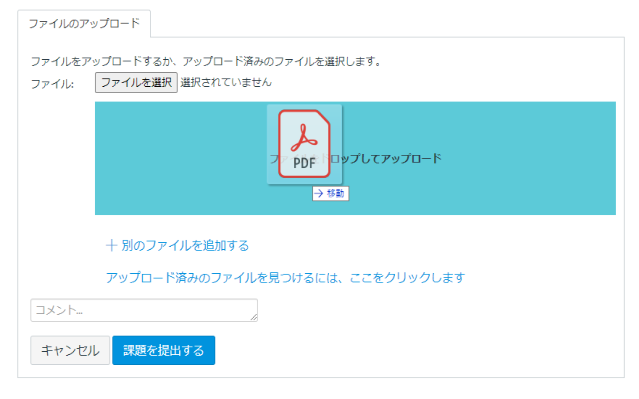 ファイルのアップロード
ファイルをアップロードするか、アップロード済みのファイルを選択します。
ファイル: ファイルを選択 選択されていません
ドロップしてアップロード
PDF
→ 移動
＋ 別のファイルを追加する
アップロード済みのファイルを見つけるには、ここをクリックします
コメント...
キャンセル 課題を提出する